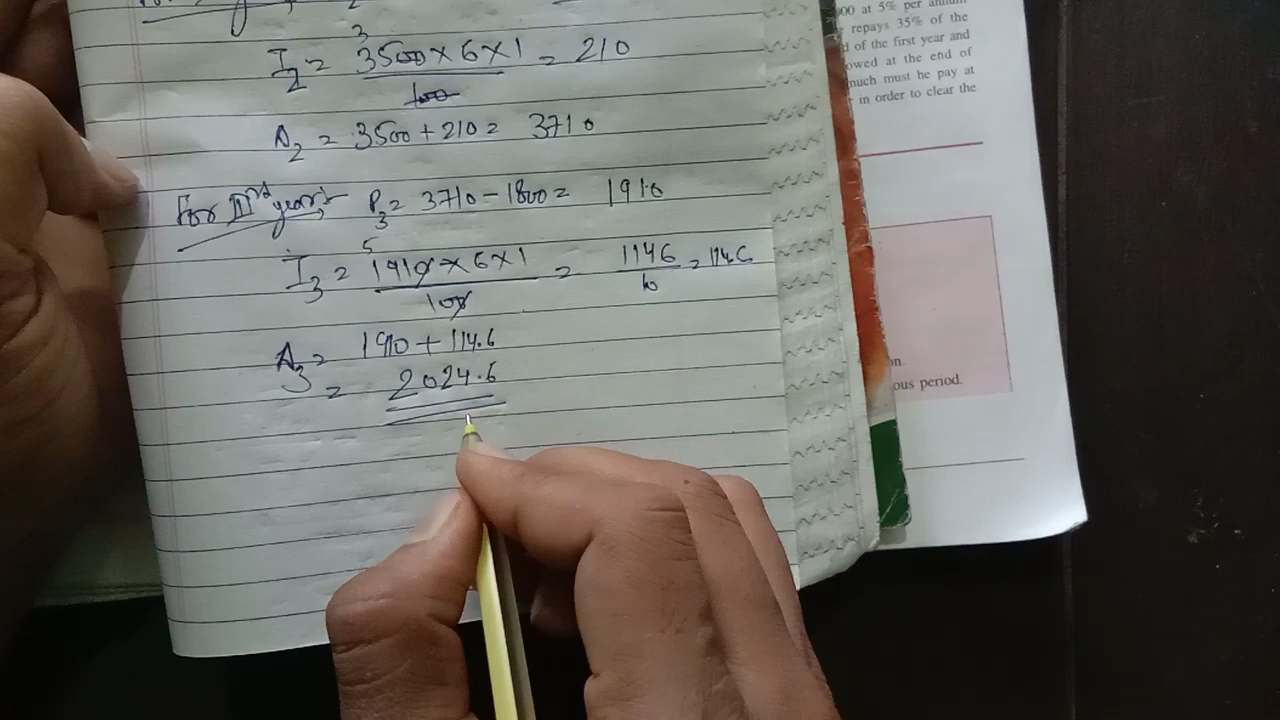 I2 = 3500 × 6 × 1 = 210
100
A2 = 3500 + 210 = 3710
For IIIrd year:- P3 = 3710 - 1800 = 1910
I3 = 1910 × 6 × 1 = 1146 = 114.6
100 10
A3 = 1910 + 114.6
= 2024.6
00 at 5% per annum
repays 35% of the
of the first year and
owed at the end of
much must he pay at
in order to clear the
on.
ous period.